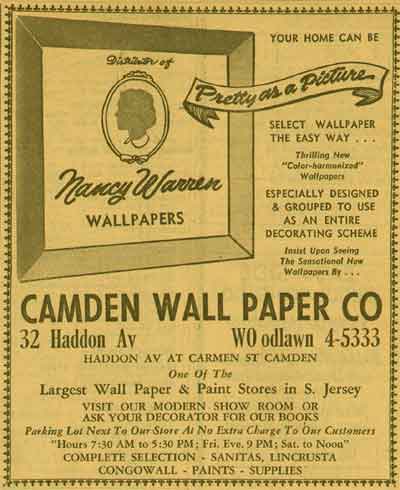 YOUR HOME CAN BE
Distributor of
Pretty as a Picture
SELECT WALLPAPER
THE EASY WAY . . .
Thrilling New
"Color-harmonized"
Wallpapers
Nancy Warren
WALLPAPERS
ESPECIALLY DESIGNED
& GROUPED TO USE
AS AN ENTIRE
DECORATING SCHEME
Insist Upon Seeing
The Sensational New
Wallpapers By . . .
CAMDEN WALL PAPER CO
32 Haddon Av WO odlawn 4-5333
HADDON AV AT CARMEN ST CAMDEN
One Of The
Largest Wall Paper & Paint Stores in S. Jersey
VISIT OUR MODERN SHOW ROOM OR
ASK YOUR DECORATOR FOR OUR BOOKS
Parking Lot Next To Our Store At No Extra Charge To Our Customers
"Hours 7:30 AM to 5:30 PM; Fri. Eve. 9 PM; Sat. to Noon"
COMPLETE SELECTION - SANITAS, LINCRUSTA
CONGOWALL - PAINTS - SUPPLIES